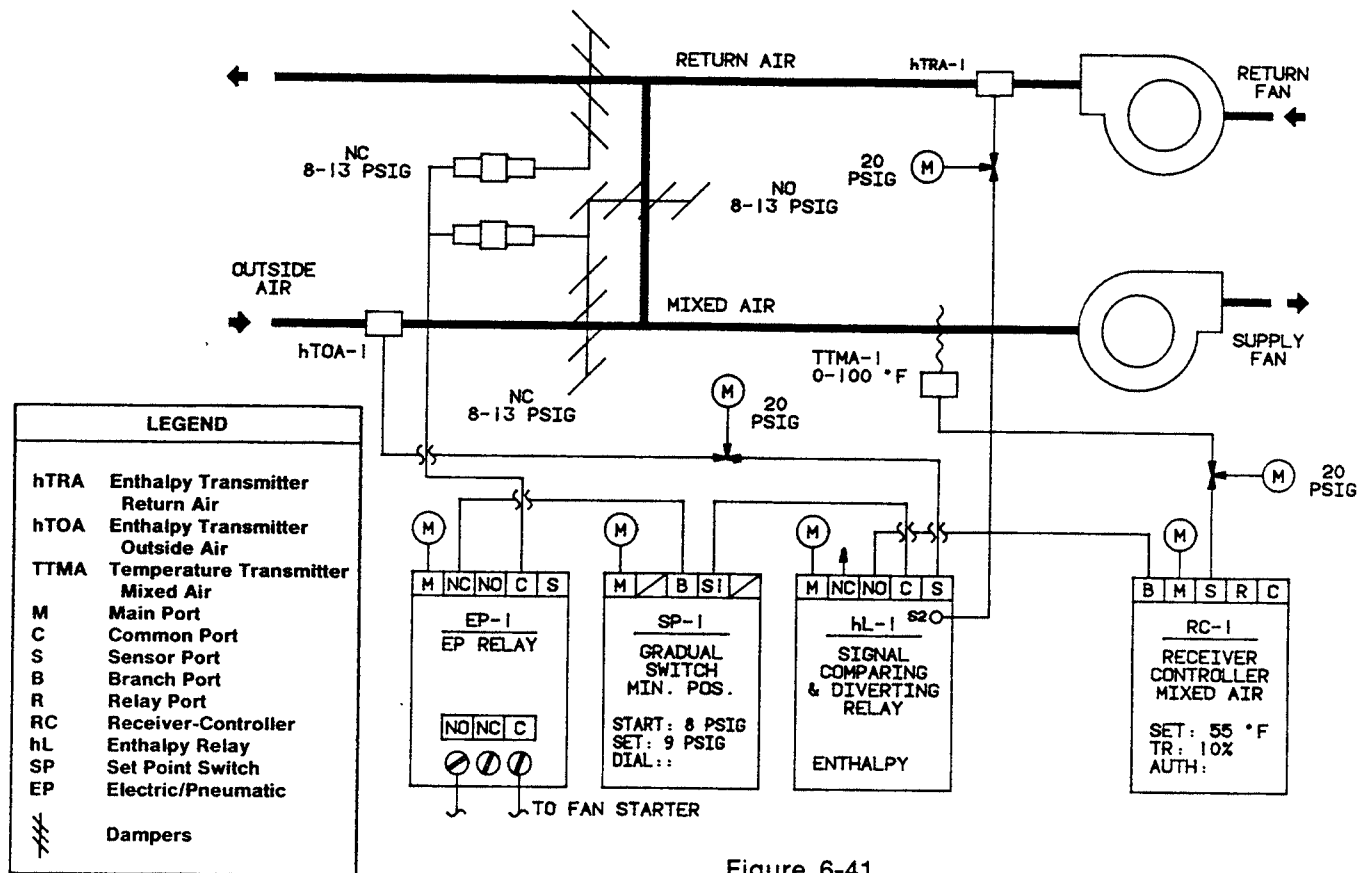 RETURN AIR
hTRA-1
RETURN
FAN
NC
8-13 PSIG
20
PSIG
M
NO
8-13 PSIG
OUTSIDE
AIR
MIXED AIR
hTOA-1
TTMA-1
0-100 °F
SUPPLY
FAN
NC
8-13 PSIG
M
20
PSIG
M
20
PSIG
LEGEND
hTRA Enthalpy Transmitter
Return Air
hTOA Enthalpy Transmitter
Outside Air
TTMA Temperature Transmitter
Mixed Air
M Main Port
C Common Port
S Sensor Port
B Branch Port
R Relay Port
RC Receiver-Controller
hL Enthalpy Relay
SP Set Point Switch
EP Electric/Pneumatic
Dampers
M
M NC NO C S
EP-1
EP RELAY
NO NC C
TO FAN STARTER
M
M B S1
SP-1
GRADUAL
SWITCH
MIN. POS.
START: 8 PSIG
SET: 9 PSIG
DIAL::
M
M NC NO C S
S2
hL-1
SIGNAL
COMPARING
& DIVERTING
RELAY
ENTHALPY
M
B M S R C
RC-1
RECEIVER
CONTROLLER
MIXED AIR
SET: 55 °F
TR: 10%
AUTH:
Figure 6-41